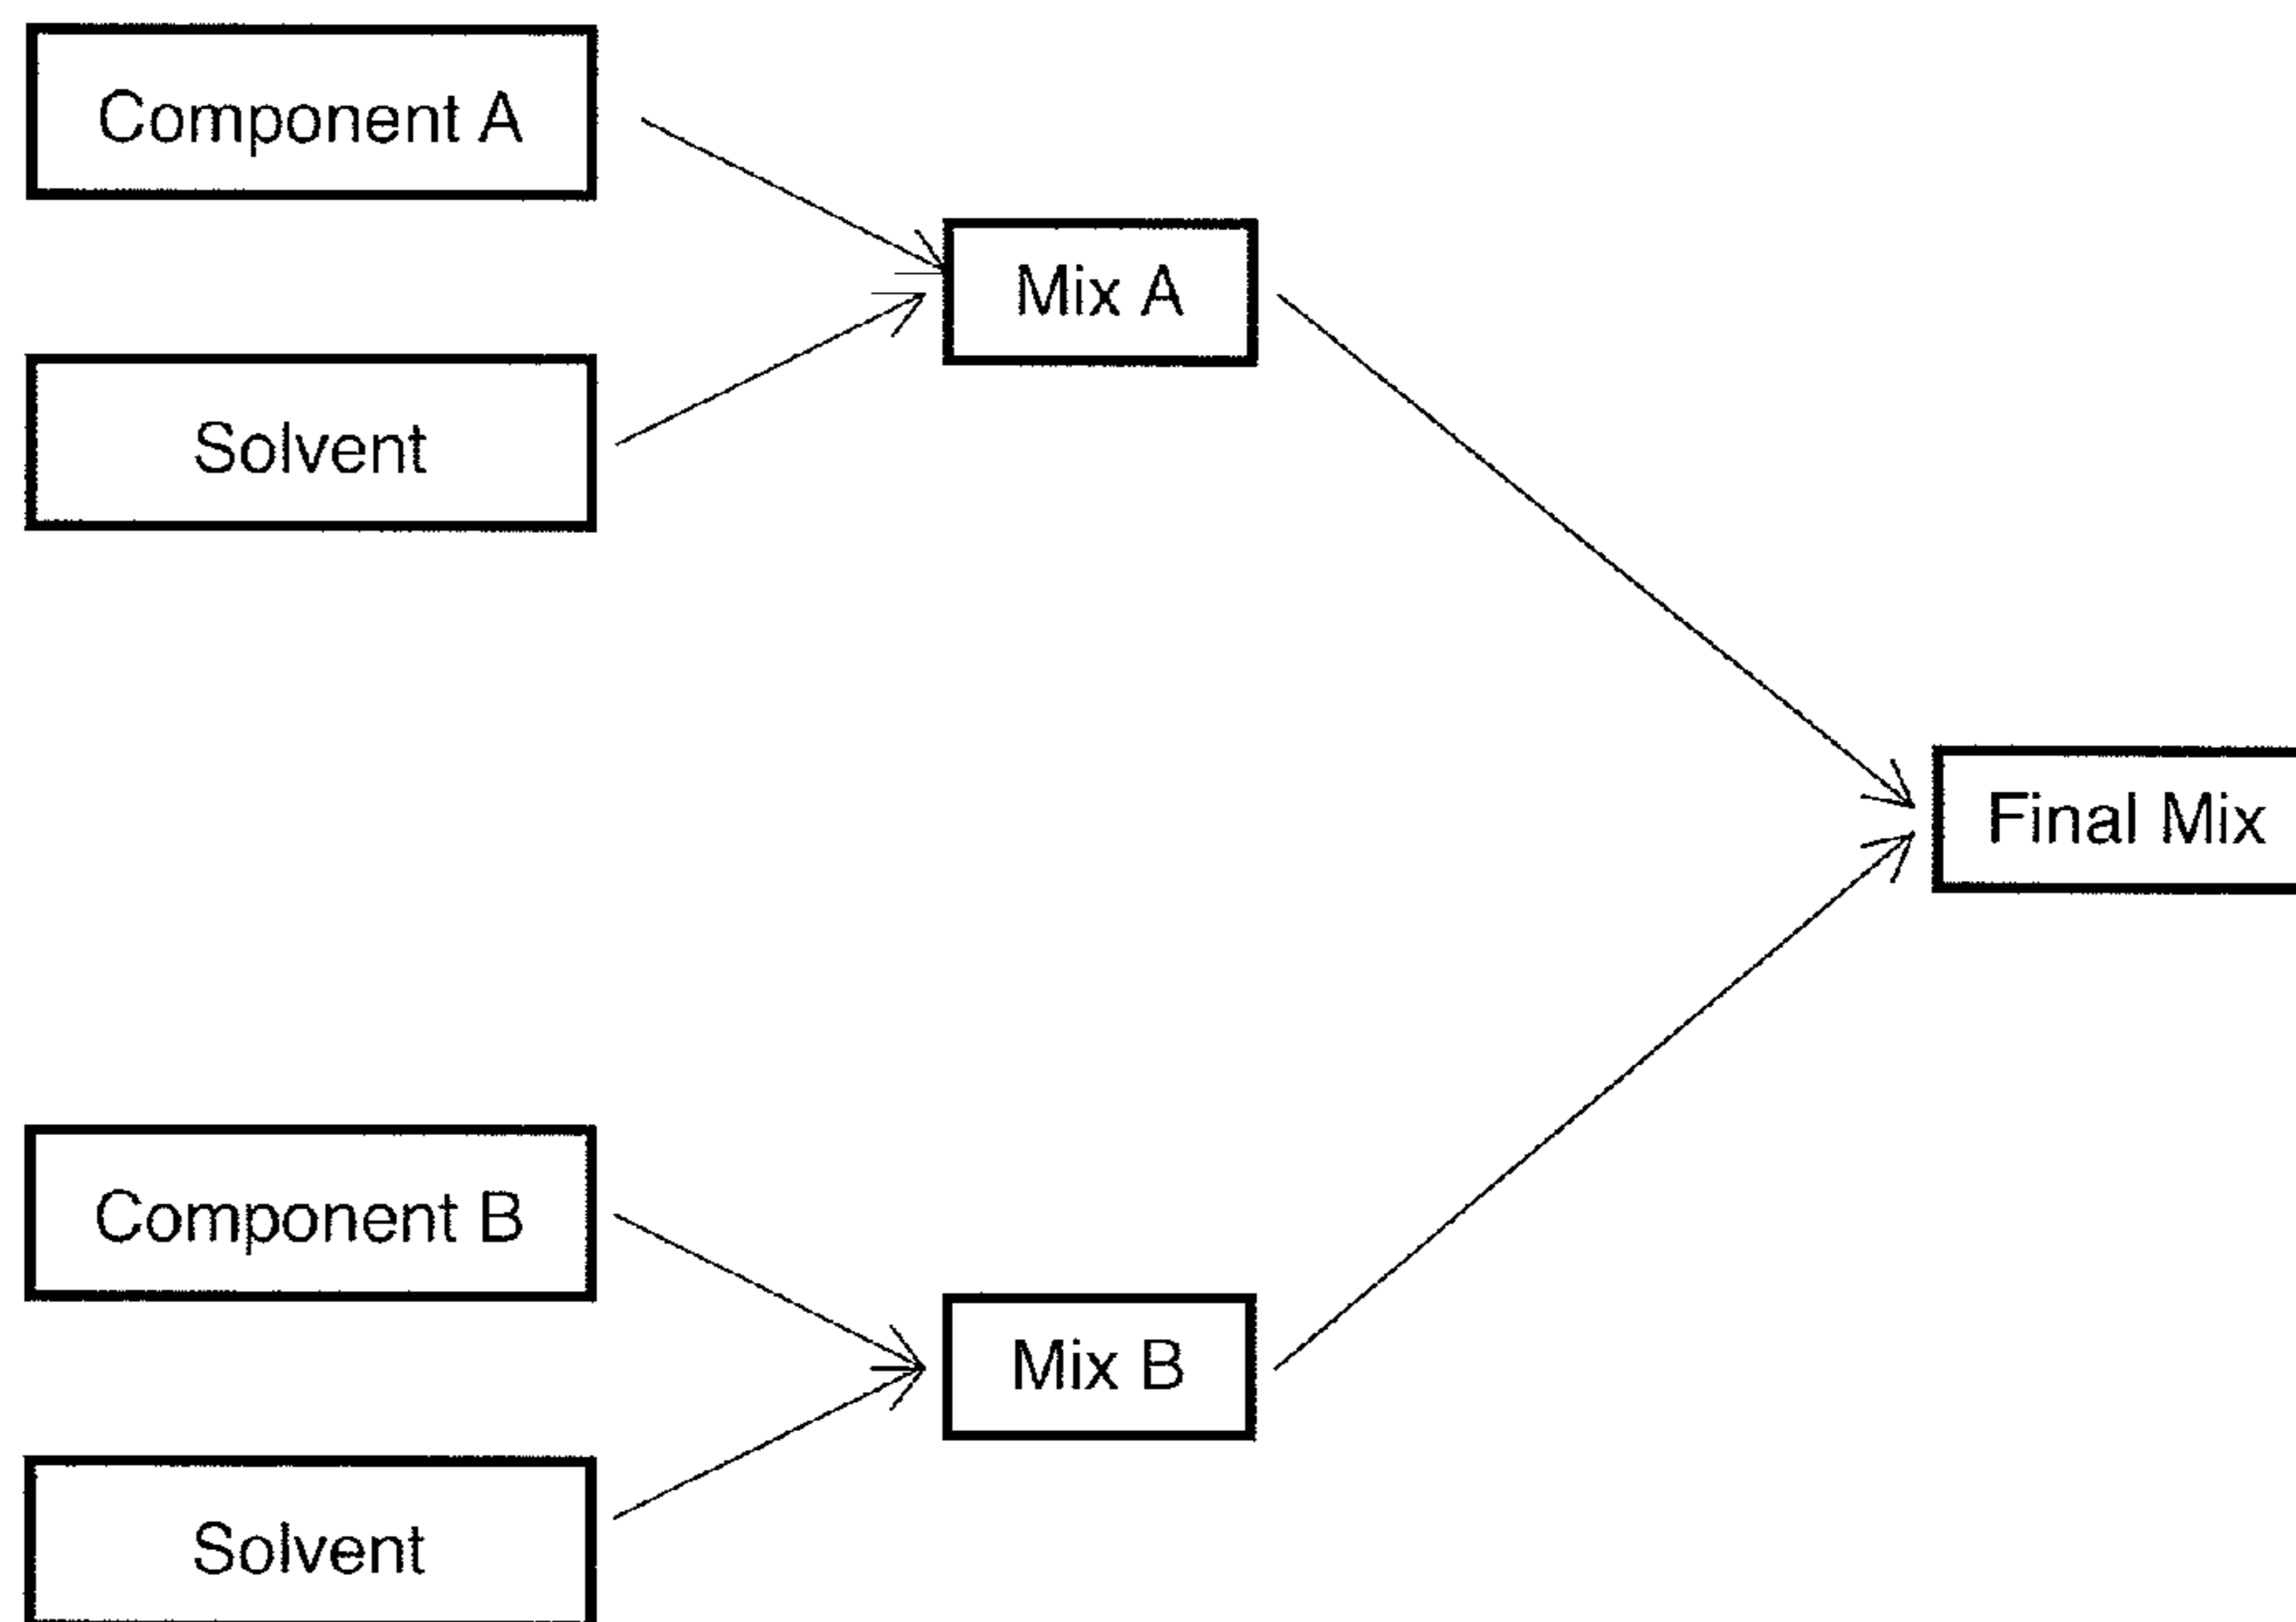 Component A
Mix A
Solvent
Final Mix
Component B
Mix B
Solvent